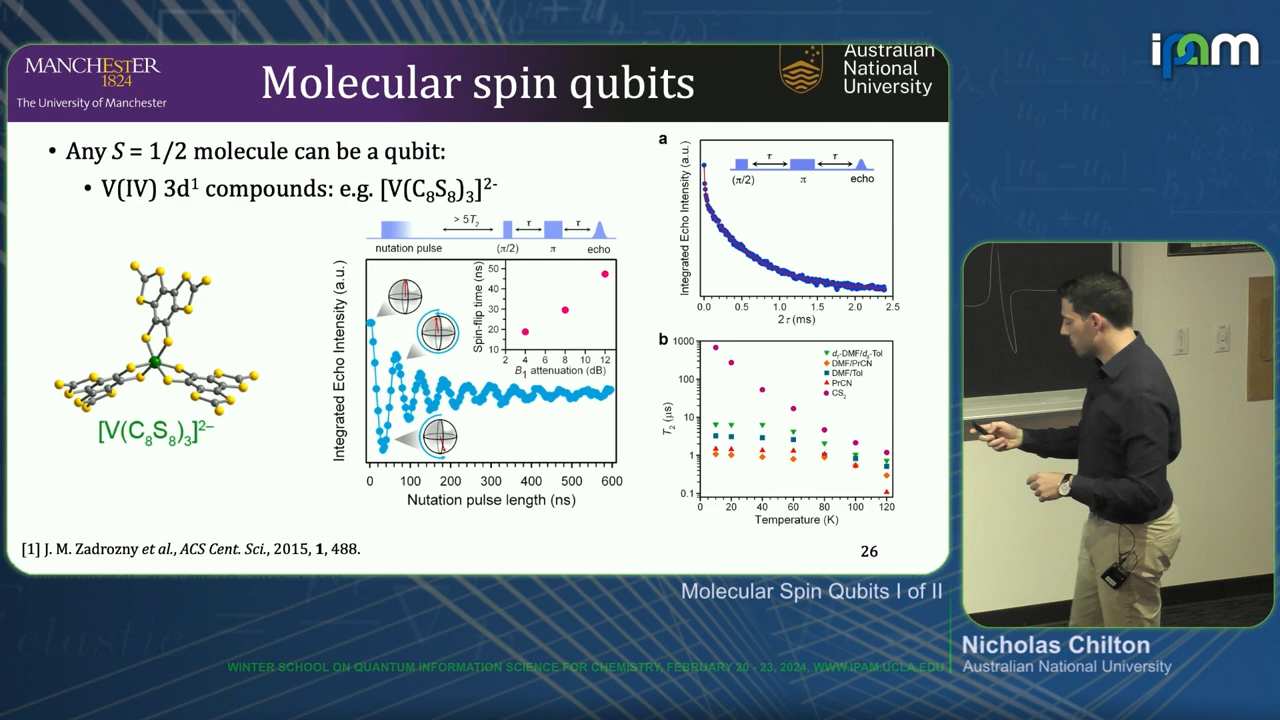 MANCHESTER
1824
The University of Manchester
Molecular spin qubits
Australian
National
University
ipam
• Any S = 1/2 molecule can be a qubit:
• V(IV) 3d¹ compounds: e.g. [V(C₈S₈)₃]²⁻
[V(C₈S₈)₃]²⁻
> 5T₂
τ
τ
nutation pulse
(π/2)
π
echo
Integrated Echo Intensity (a.u.)
Spin-flip time (ns)
50
40
30
20
10
2 4 6 8 10 12
B₁ attenuation (dB)
0 100 200 300 400 500 600
Nutation pulse length (ns)
a
Integrated Echo Intensity (a.u.)
τ
τ
(π/2)
π
echo
0.0 0.5 1.0 1.5 2.0 2.5
2τ (ms)
b
T₂ (μs)
1000
100
10
1
0.1
d₇-DMF/d₈-Tol
DMF/PrCN
DMF/Tol
PrCN
CS₂
0 20 40 60 80 100 120
Temperature (K)
[1] J. M. Zadrozny et al., ACS Cent. Sci., 2015, 1, 488.
26
Molecular Spin Qubits I of II
Nicholas Chilton
Australian National University
WINTER SCHOOL ON QUANTUM INFORMATION SCIENCE FOR CHEMISTRY, FEBRUARY 20 - 23, 2024, WWW.IPAM.UCLA.EDU